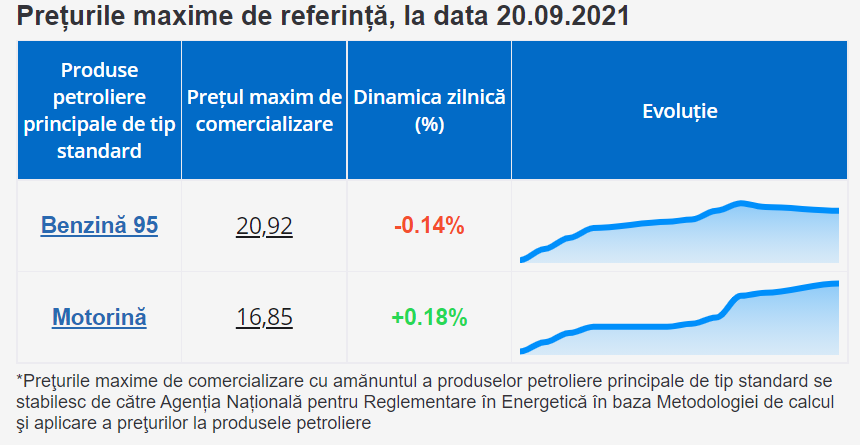 Prețurile maxime de referință, la data 20.09.2021
Produse
petroliere
principale de tip
standard
Prețul maxim de
comercializare
Dinamica zilnică
(%)
Evoluție
Benzină 95
20,92
-0.14%
Motorină
16,85
+0.18%
*Preţurile maxime de comercializare cu amănuntul a produselor petroliere principale de tip standard se
stabilesc de către Agenția Națională pentru Reglementare în Energetică în baza Metodologiei de calcul
şi aplicare a preţurilor la produsele petroliere